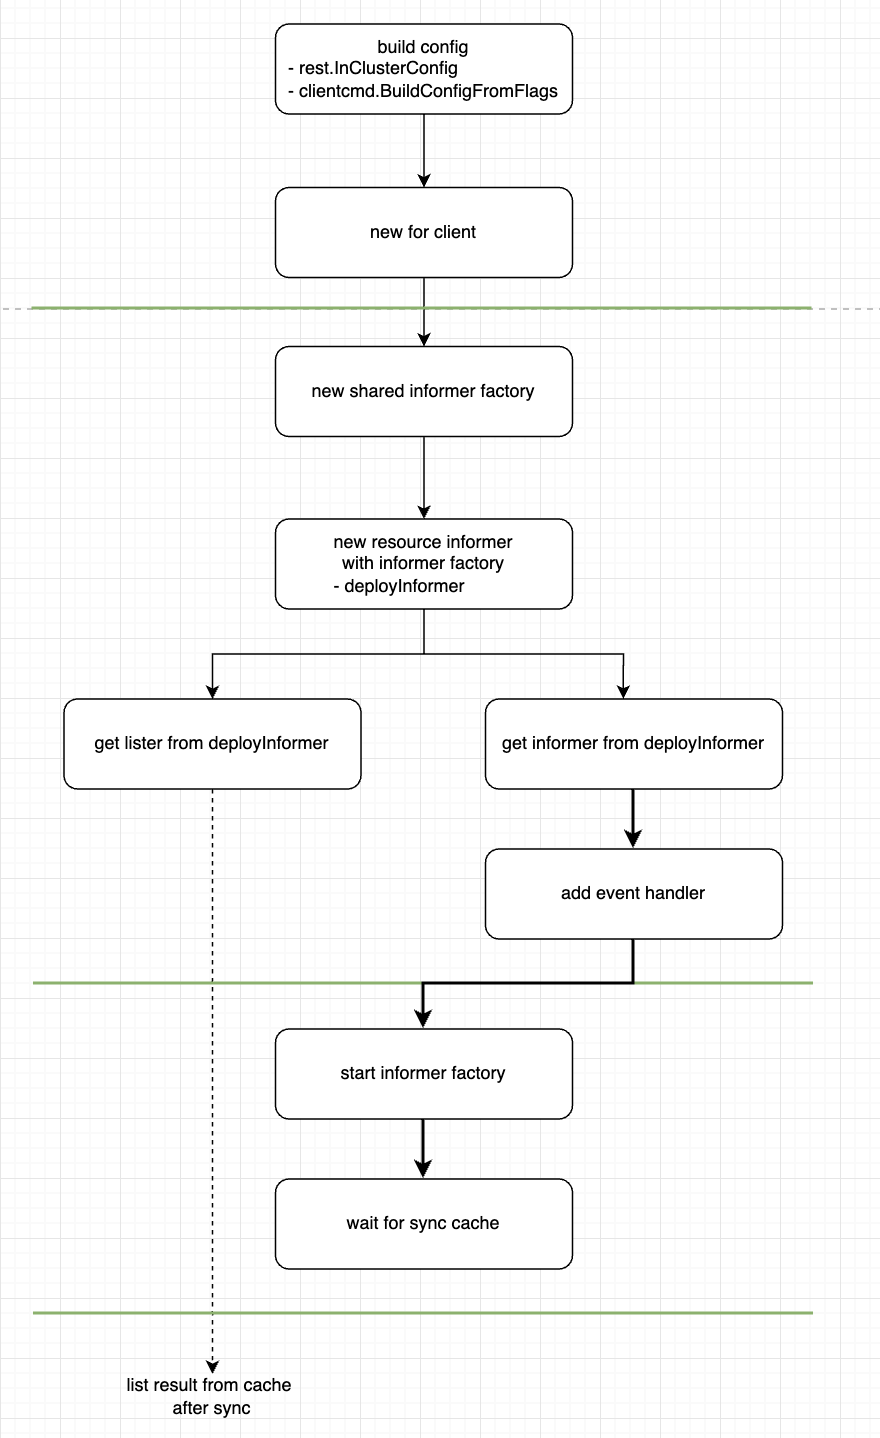 build config
- rest.InClusterConfig
- clientcmd.BuildConfigFromFlags
new for client
new shared informer factory
new resource informer
with informer factory
- deployInformer
get lister from deployInformer
get informer from deployInformer
add event handler
start informer factory
wait for sync cache
list result from cache
after sync